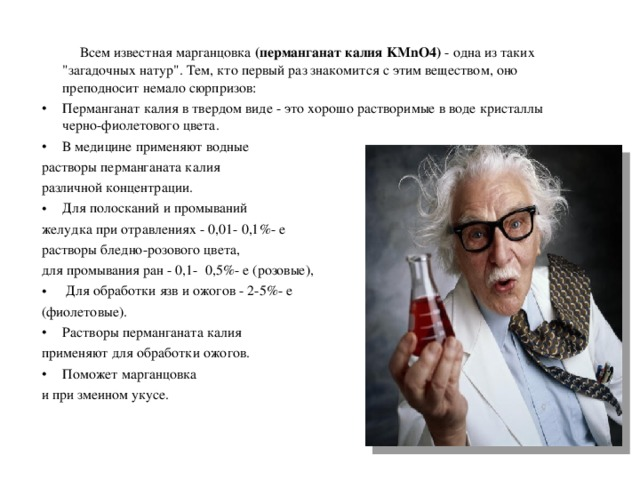 Всем известная марганцовка (перманганат калия KMnO4) - одна из таких
"загадочных натур". Тем, кто первый раз знакомится с этим веществом, оно
преподносит немало сюрпризов:
• Перманганат калия в твердом виде - это хорошо растворимые в воде кристаллы
черно-фиолетового цвета.
• В медицине применяют водные
растворы перманганата калия
различной концентрации.
• Для полосканий и промываний
желудка при отравлениях - 0,01- 0,1%- е
растворы бледно-розового цвета,
для промывания ран - 0,1- 0,5%- е (розовые),
• Для обработки язв и ожогов - 2-5%- е
(фиолетовые).
• Растворы перманганата калия
применяют для обработки ожогов.
• Поможет марганцовка
и при змеином укусе.